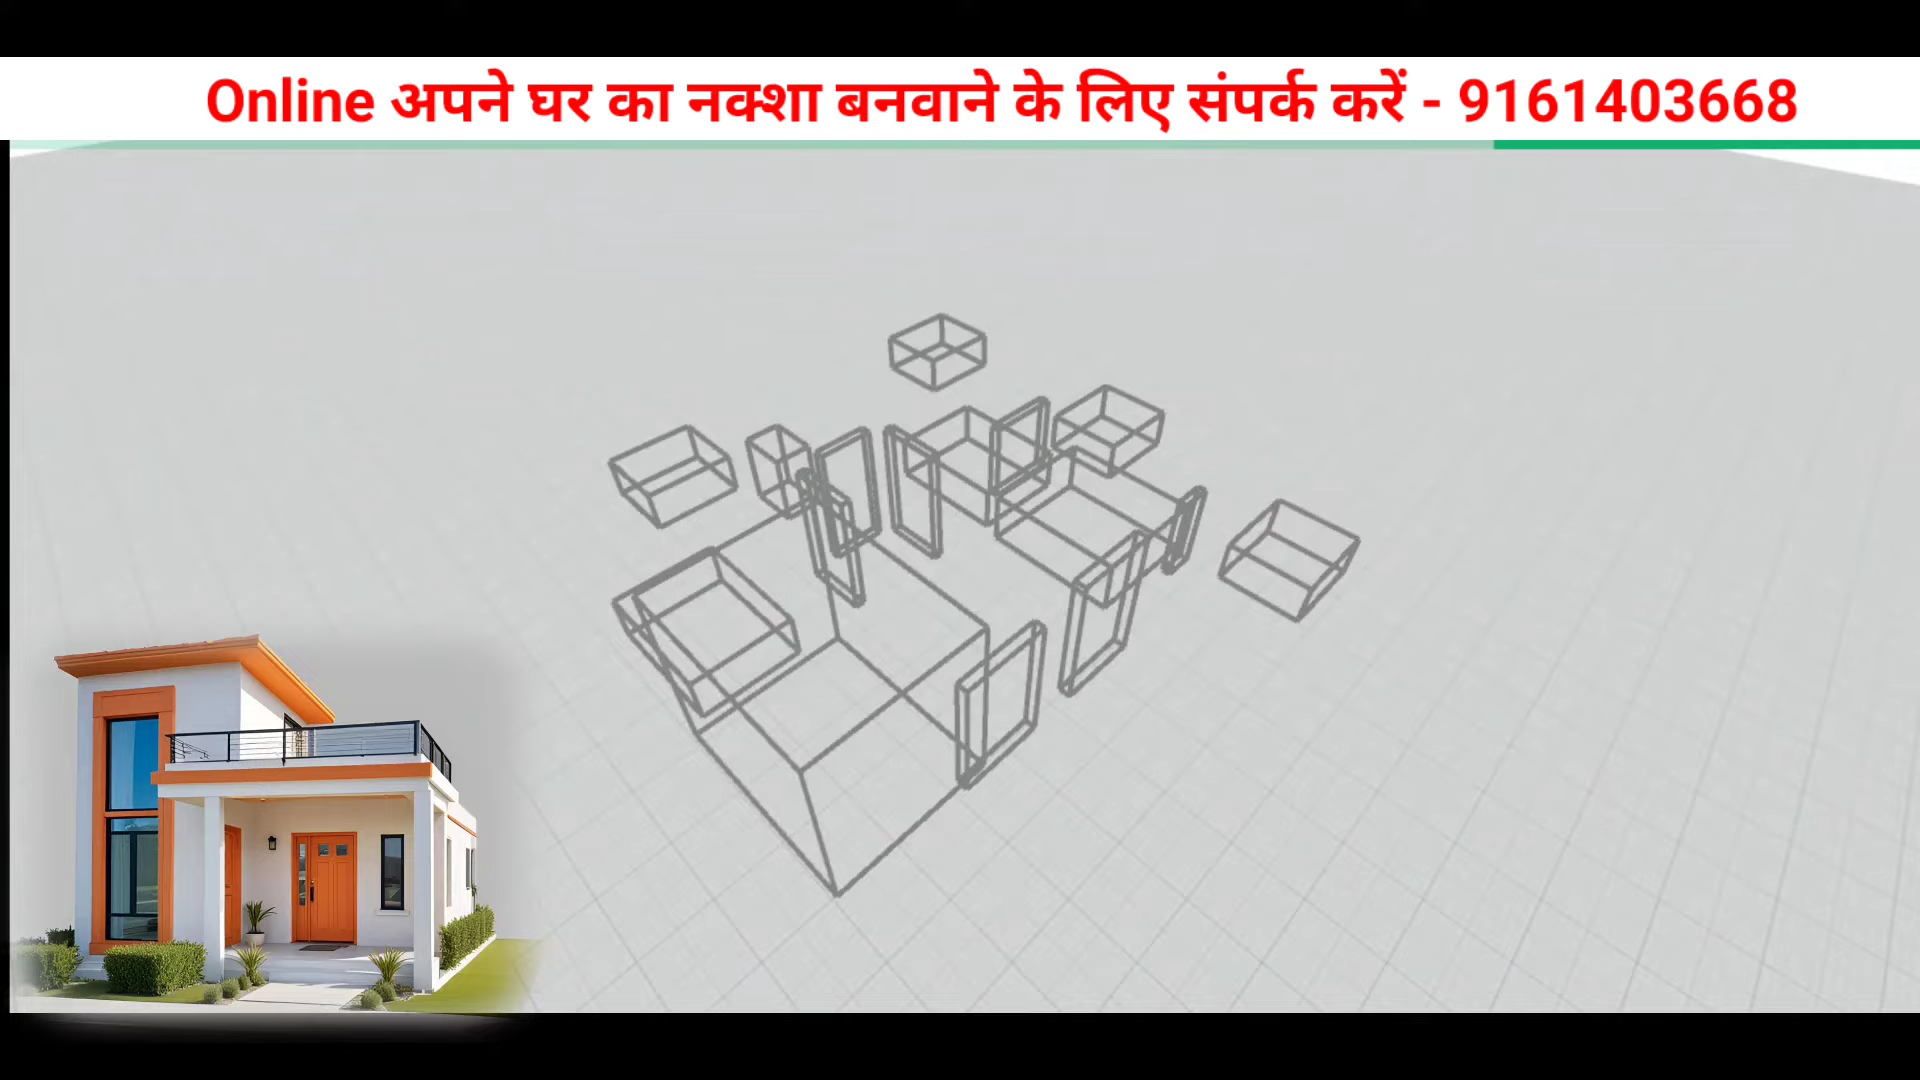 Online अपने घर का नक्शा बनवाने के लिए संपर्क करें - 9161403668